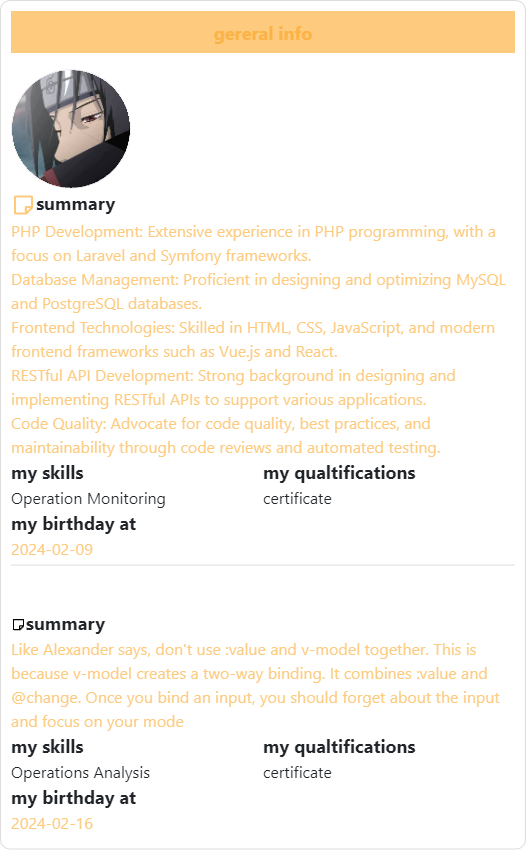 gereral info
summary
PHP Development: Extensive experience in PHP programming, with a
focus on Laravel and Symfony frameworks.
Database Management: Proficient in designing and optimizing MySQL
and PostgreSQL databases.
Frontend Technologies: Skilled in HTML, CSS, JavaScript, and modern
frontend frameworks such as Vue.js and React.
RESTful API Development: Strong background in designing and
implementing RESTful APIs to support various applications.
Code Quality: Advocate for code quality, best practices, and
maintainability through code reviews and automated testing.
my skills my qualtifications
Operation Monitoring certificate
my birthday at
2024-02-09
summary
Like Alexander says, don't use :value and v-model together. This is
because v-model creates a two-way binding. It combines :value and
@change. Once you bind an input, you should forget about the input
and focus on your mode
my skills my qualtifications
Operations Analysis certificate
my birthday at
2024-02-16